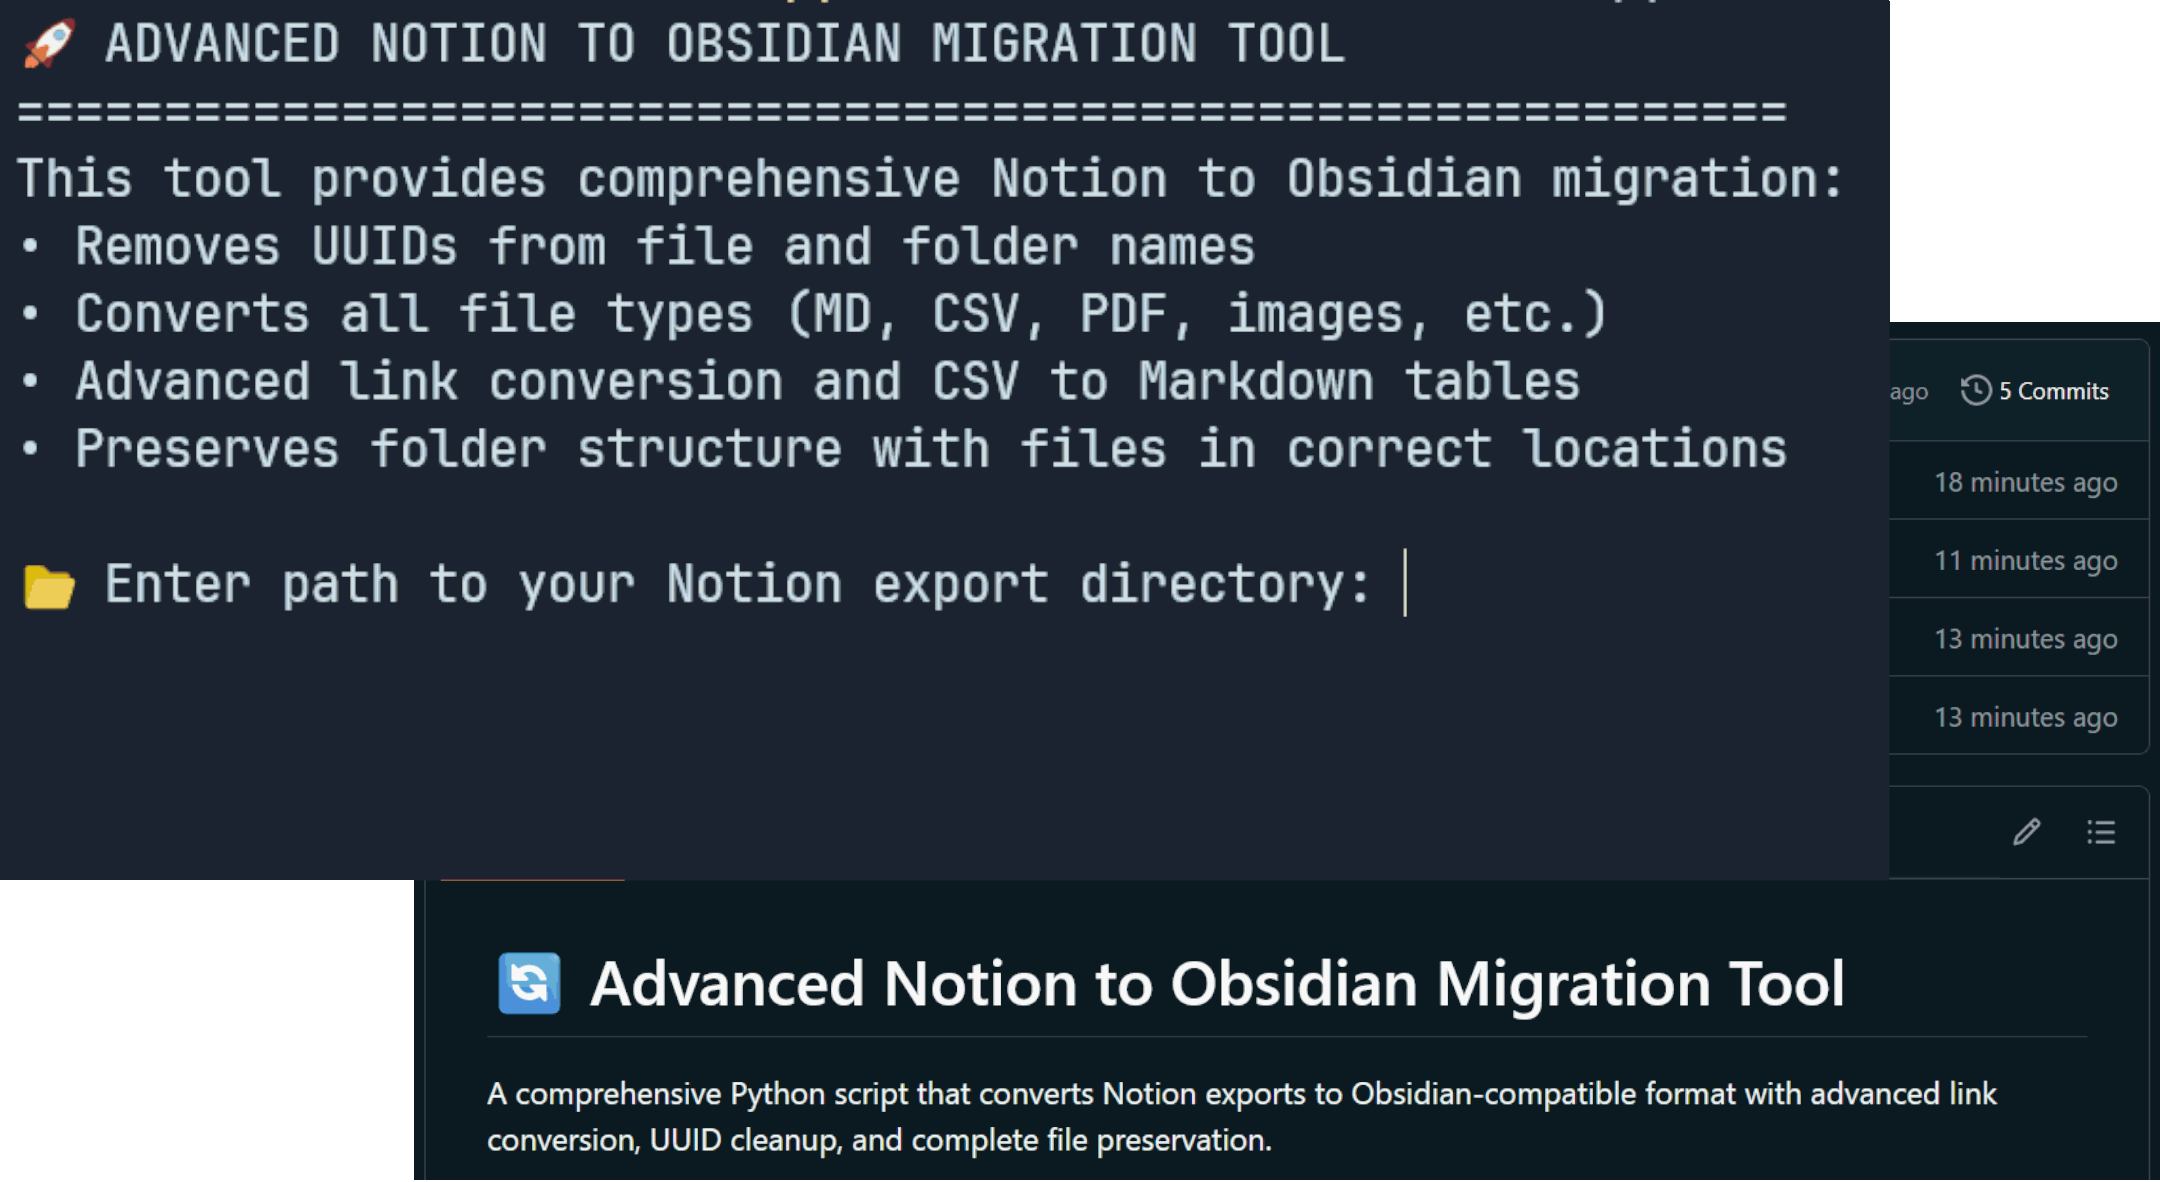 🚀 ADVANCED NOTION TO OBSIDIAN MIGRATION TOOL
============================================================
This tool provides comprehensive Notion to Obsidian migration:
• Removes UUIDs from file and folder names
• Converts all file types (MD, CSV, PDF, images, etc.)
• Advanced link conversion and CSV to Markdown tables
• Preserves folder structure with files in correct locations
📂 Enter path to your Notion export directory:
ago 5 Commits
18 minutes ago
11 minutes ago
13 minutes ago
13 minutes ago
🔄 Advanced Notion to Obsidian Migration Tool
A comprehensive Python script that converts Notion exports to Obsidian-compatible format with advanced link
conversion, UUID cleanup, and complete file preservation.